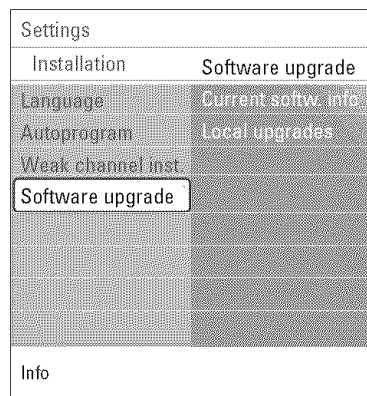 Settings
Installation
Software upgrade
Language
Current softw. info
Autoprogram
Local upgrades
Weak channel inst.
Software upgrade
Info